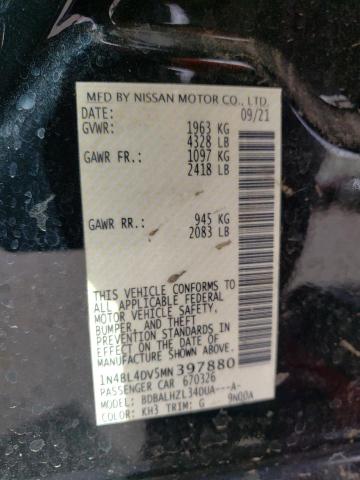 MFD BY NISSAN MOTOR CO., LTD.
DATE: 09/21
GVWR: 1963 KG
4328 LB
GAWR FR.: 1097 KG
2418 LB
GAWR RR.: 945 KG
2083 LB
THIS VEHICLE CONFORMS TO
ALL APPLICABLE FEDERAL
MOTOR VEHICLE SAFETY,
BUMPER, AND THEFT
PREVENTION STANDARDS IN
EFFECT ON THE DATE OF
MANUFACTURE SHOWN ABOVE.
1N4BL4DV5MN397880
PASSENGER CAR 670326
MODEL: BDBALHZL34DUA---A-
COLOR: KH3 TRIM: G 9N00A